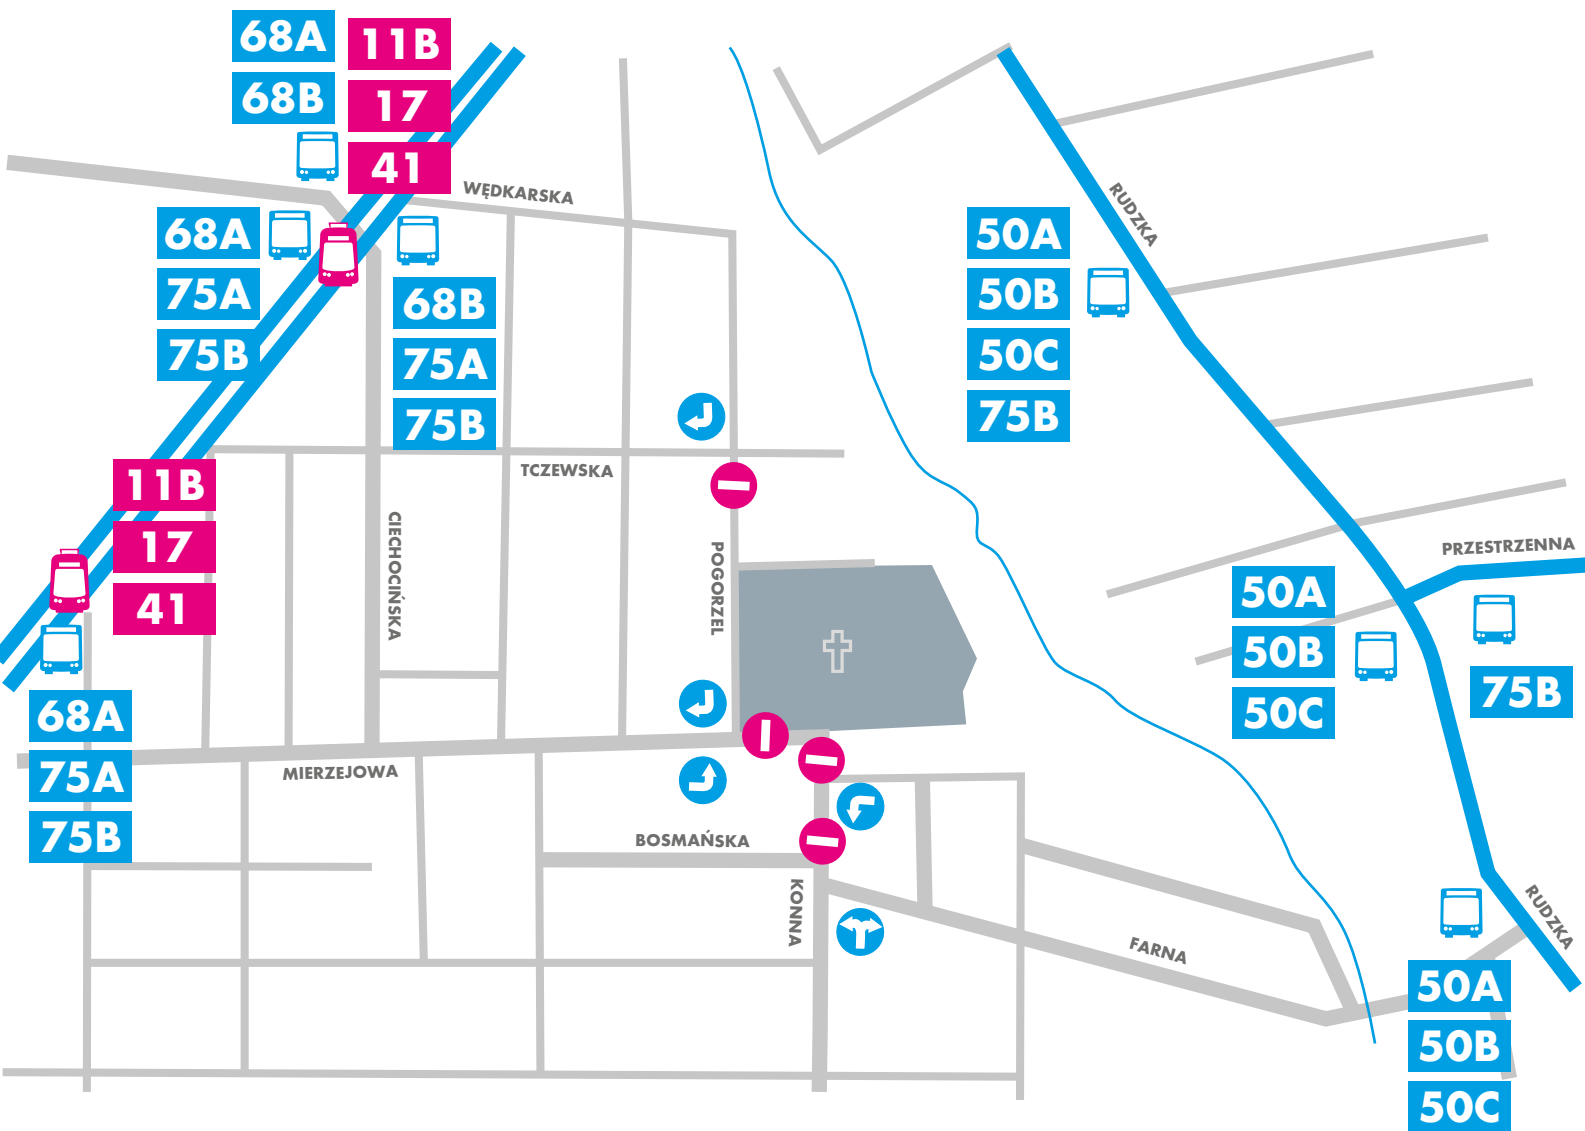 68A
68B
11B
17
41
WĘDKARSKA
68A
75A
75B
68B
75A
75B
RUDZKA
50A
50B
50C
75B
TCZEWSKA
11B
17
41
CIECHOCIŃSKA
POGORZEL
68A
75A
75B
MIERZEJOWA
BOSMAŃSKA
KONNA
FARNA
PRZESTRZENNA
50A
50B
50C
75B
RUDZKA
50A
50B
50C